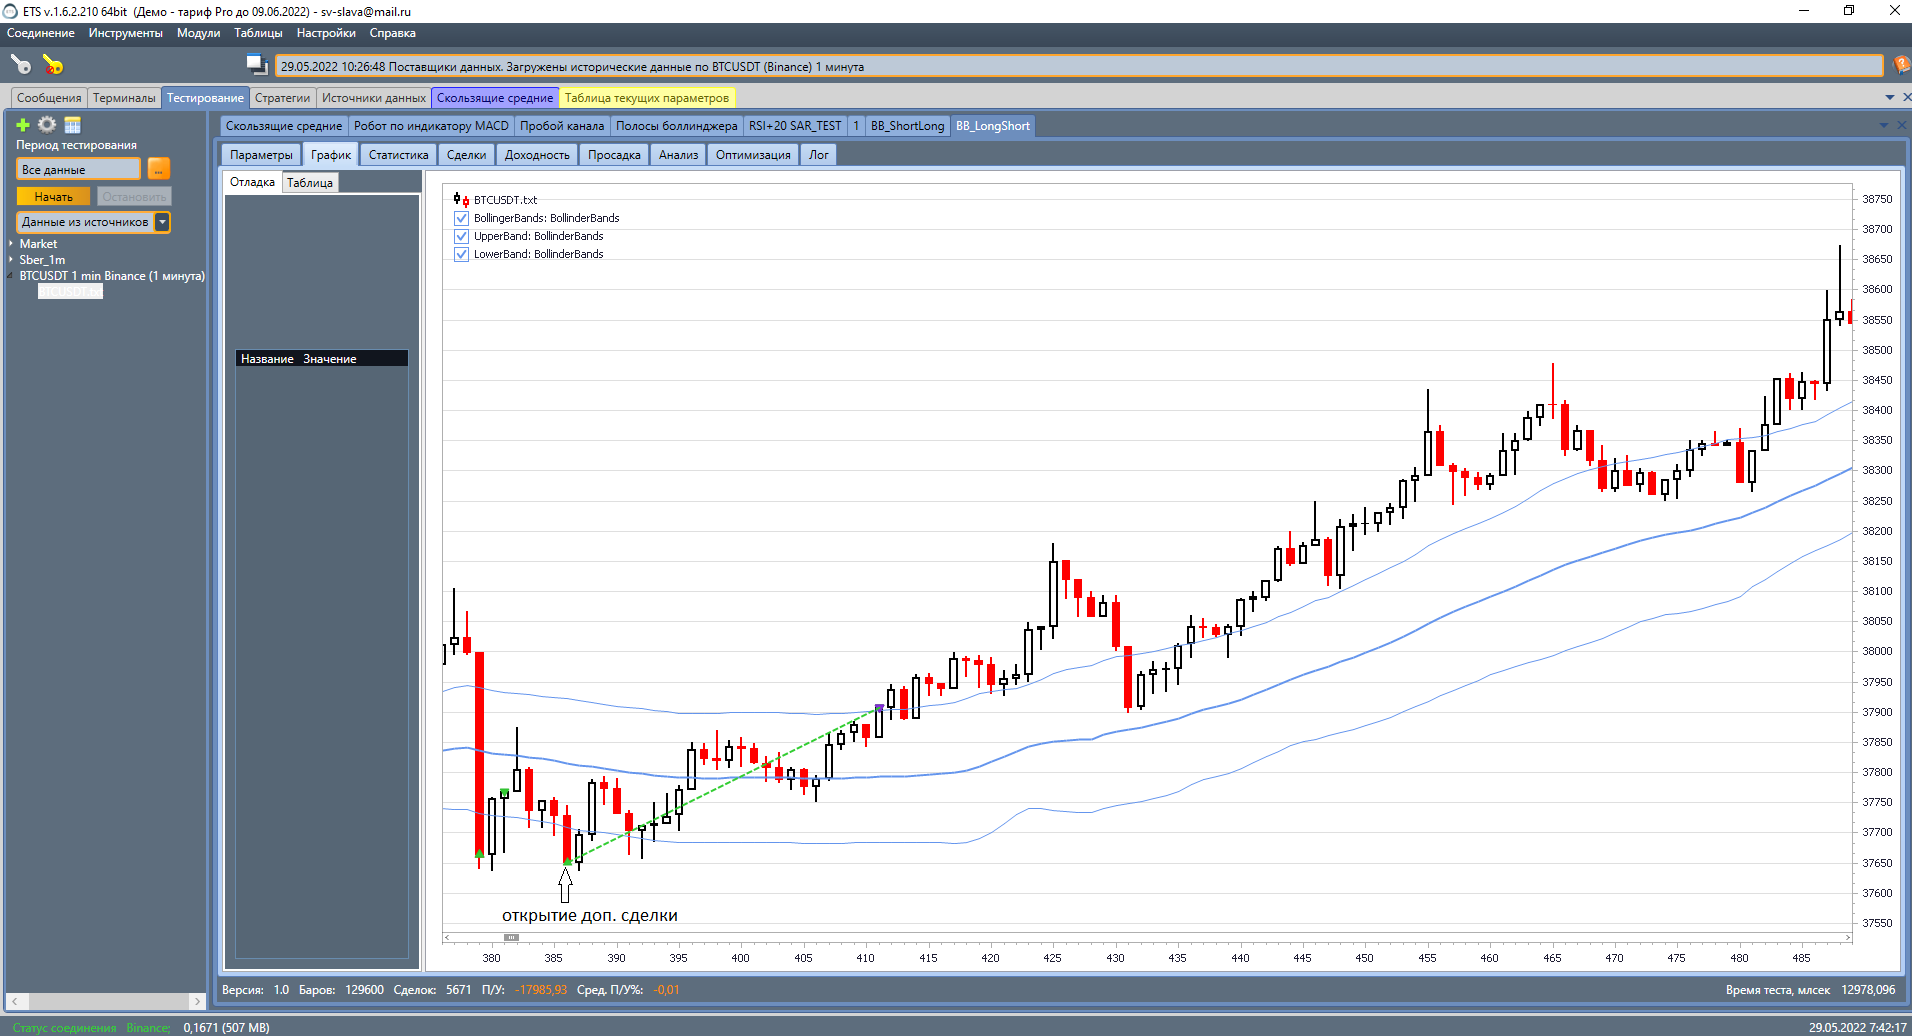 ETS v.1.6.2.210 64bit (Демо - тариф Pro до 09.06.2022) - sv-slava@mail.ru
Соединение Инструменты Модули Таблицы Настройки Справка
29.05.2022 10:26:48 Поставщики данных. Загружены исторические данные по BTCUSDT (Binance) 1 минута
Сообщения Терминалы Тестирование Стратегии Источники данных Скользящие средние Таблица текущих параметров
Скользящие средние Робот по индикатору MACD Пробой канала Полосы боллинджера RSI+20 SAR_TEST 1 BB_ShortLong BB_LongShort
Параметры График Статистика Сделки Доходность Просадка Анализ Оптимизация Лог
Период тестирования
Все данные ...
Начать Остановить
Данные из источников
Market
Sber_1m
BTCUSDT 1 min Binance (1 минута)
BTCUSDT.txt
Отладка Таблица
Название Значение
BTCUSDT.txt
BollingerBands: BollinderBands
UpperBand: BollinderBands
LowerBand: BollinderBands
38750
38700
38650
38600
38550
38500
38450
38400
38350
38300
38250
38200
38150
38100
38050
38000
37950
37900
37850
37800
37750
37700
37650
37600
37550
открытие доп. сделки
380 385 390 395 400 405 410 415 420 425 430 435 440 445 450 455 460 465 470 475 480 485
Версия: 1.0 Баров: 129600 Сделок: 5671 П/У: -17985,93 Сред. П/У%: -0,01 Время теста, млсек 12978,096
Статус соединения Binance; 0,1671 (507 MB) 29.05.2022 7:42:17